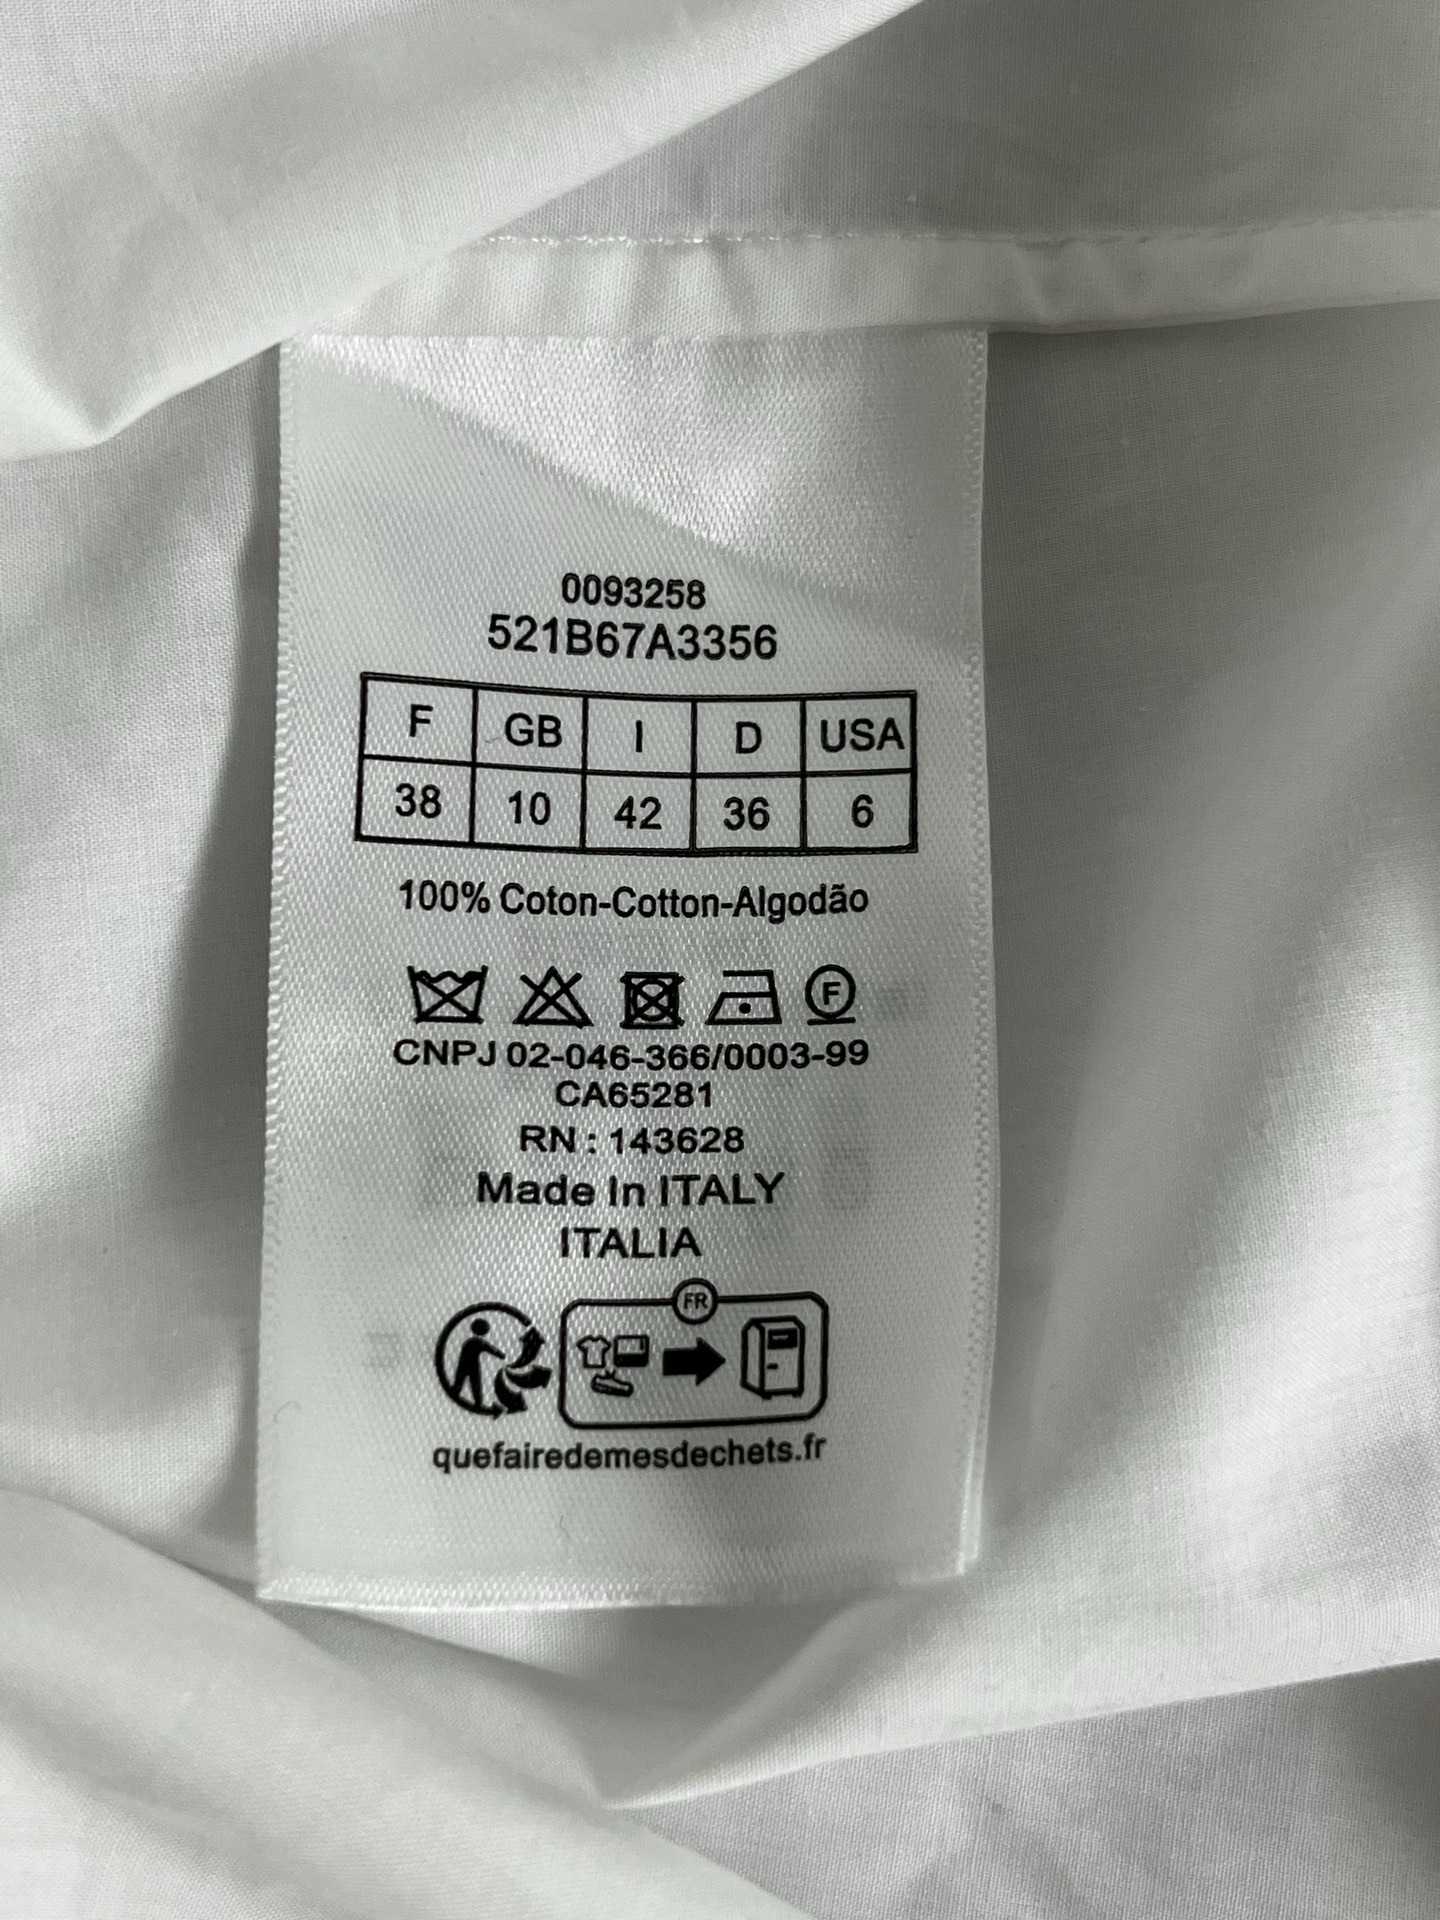 0093258
521B67A3356
F GB I D USA
38 10 42 36 6
100% Coton-Cotton-Algodão
F
CNPJ 02-046-366/0003-99
CA65281
RN : 143628
Made In ITALY
ITALIA
FR
quefairedemesdechets.fr